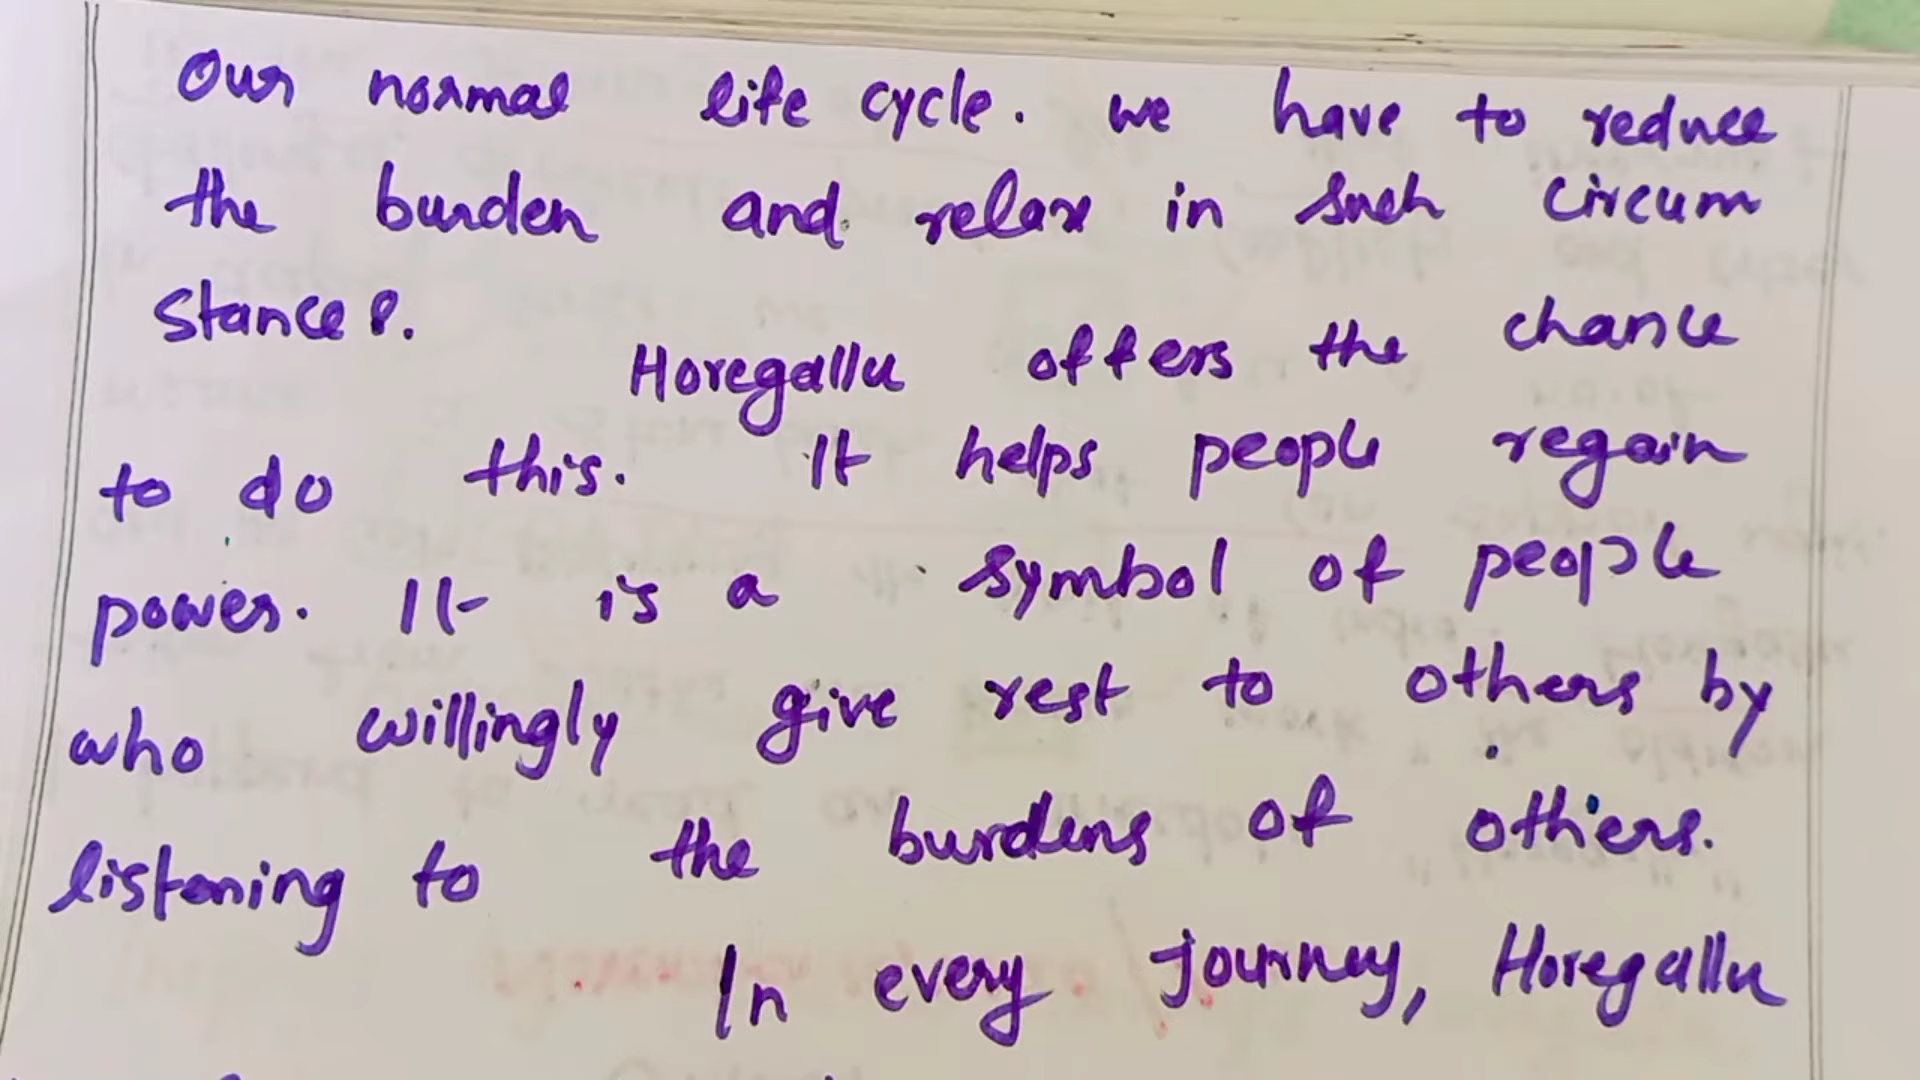 Our normal life cycle. we have to reduce
the burden and relax in such circum
stances.
Horegallu offers the chance
to do this. It helps people regain
power. It is a symbol of people
who willingly give rest to others by
listening to the burdens of others.
In every journey, Horegallu